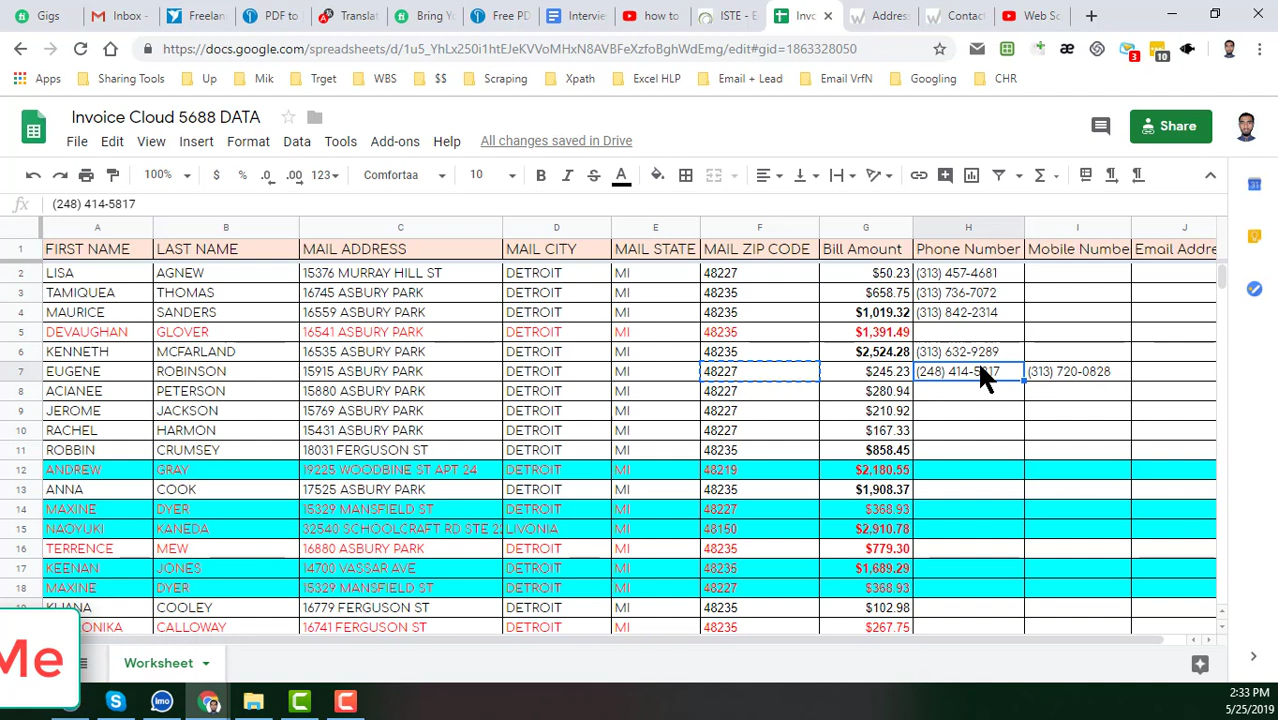 Gigs Inbox - Freelan PDF to Translat Bring Y Free PD Intervie how to ISTE - E Invo Addres Contac Web Sc
https://docs.google.com/spreadsheets/d/1u5_YhLx250i1htEJeKVVoMHxN8AVBFeXzfoBghWdEmg/edit#gid=1863328050 3 10
Apps Sharing Tools Up Mik Trget WBS $$ Scraping Xpath Excel HLP Email + Lead Email VrfN Googling CHR
Invoice Cloud 5688 DATA
Share
File Edit View Insert Format Data Tools Add-ons Help All changes saved in Drive
100% $ % .0 .00 123 Comfortaa 10 B I S A
fx (248) 414-5817
A B C D E F G H I J
1 FIRST NAME LAST NAME MAIL ADDRESS MAIL CITY MAIL STATE MAIL ZIP CODE Bill Amount Phone Number Mobile Numbe Email Addre
2 LISA AGNEW 15376 MURRAY HILL ST DETROIT MI 48227 $50.23 (313) 457-4681
3 TAMIQUEA THOMAS 16745 ASBURY PARK DETROIT MI 48235 $658.75 (313) 736-7072
4 MAURICE SANDERS 16559 ASBURY PARK DETROIT MI 48235 $1,019.32 (313) 842-2314
5 DEVAUGHAN GLOVER 16541 ASBURY PARK DETROIT MI 48235 $1,391.49
6 KENNETH MCFARLAND 16535 ASBURY PARK DETROIT MI 48235 $2,524.28 (313) 632-9289
7 EUGENE ROBINSON 15915 ASBURY PARK DETROIT MI 48227 $245.23 (248) 414-5817 (313) 720-0828
8 ACIANEE PETERSON 15880 ASBURY PARK DETROIT MI 48227 $280.94
9 JEROME JACKSON 15769 ASBURY PARK DETROIT MI 48227 $210.92
10 RACHEL HARMON 15431 ASBURY PARK DETROIT MI 48227 $167.33
11 ROBBIN CRUMSEY 18031 FERGUSON ST DETROIT MI 48235 $858.45
12 ANDREW GRAY 19225 WOODBINE ST APT 24 DETROIT MI 48219 $2,180.55
13 ANNA COOK 17525 ASBURY PARK DETROIT MI 48235 $1,908.37
14 MAXINE DYER 15329 MANSFIELD ST DETROIT MI 48227 $368.93
15 NAOYUKI KANEDA 32540 SCHOOLCRAFT RD STE 22 LIVONIA MI 48150 $2,910.78
16 TERRENCE MEW 16880 ASBURY PARK DETROIT MI 48235 $779.30
17 KEENAN JONES 14700 VASSAR AVE DETROIT MI 48235 $1,689.29
18 MAXINE DYER 15329 MANSFIELD ST DETROIT MI 48227 $368.93
COOLEY 16779 FERGUSON ST DETROIT MI 48235 $102.98
ONIKA CALLOWAY 16741 FERGUSON ST DETROIT MI 48235 $267.75
Me
Worksheet
2:33 PM
5/25/2019